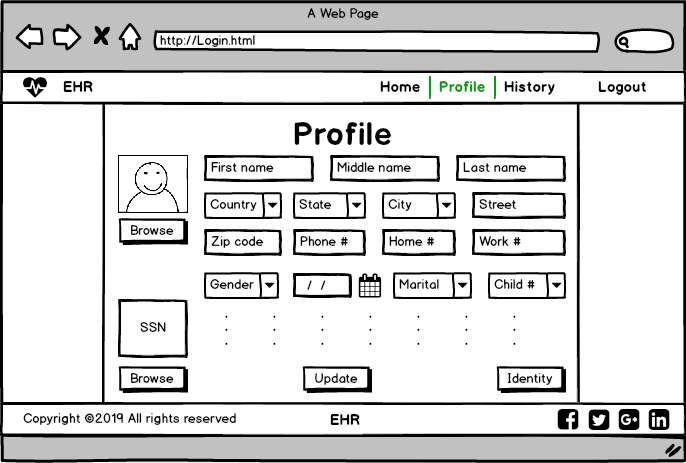 A Web Page
http://Login.html
EHR Home Profile History Logout
Profile
First name Middle name Last name
Country State City Street
Browse
Zip code Phone # Home # Work #
Gender / / Marital Child #
SSN
Browse Update Identity
Copyright ©2019 All rights reserved EHR f G+ in